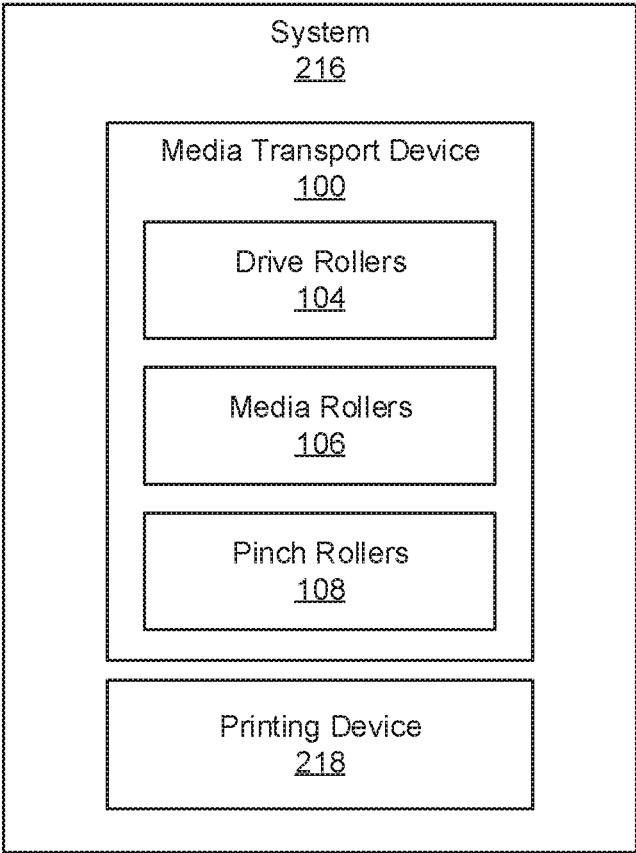 System
216
Media Transport Device
100
Drive Rollers
104
Media Rollers
106
Pinch Rollers
108
Printing Device
218